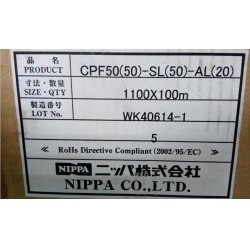 品名 PRODUCT CPF50(50)-SL(50)-AL(20)
寸法・数量 SIZE・QTY 1100X100m
製造番号 LOT No. WK40614-1
5
≪ RoHs Directive Compliant (2002/95/EC) ≫
NIPPA ニッパ株式会社
NIPPA CO.,LTD.